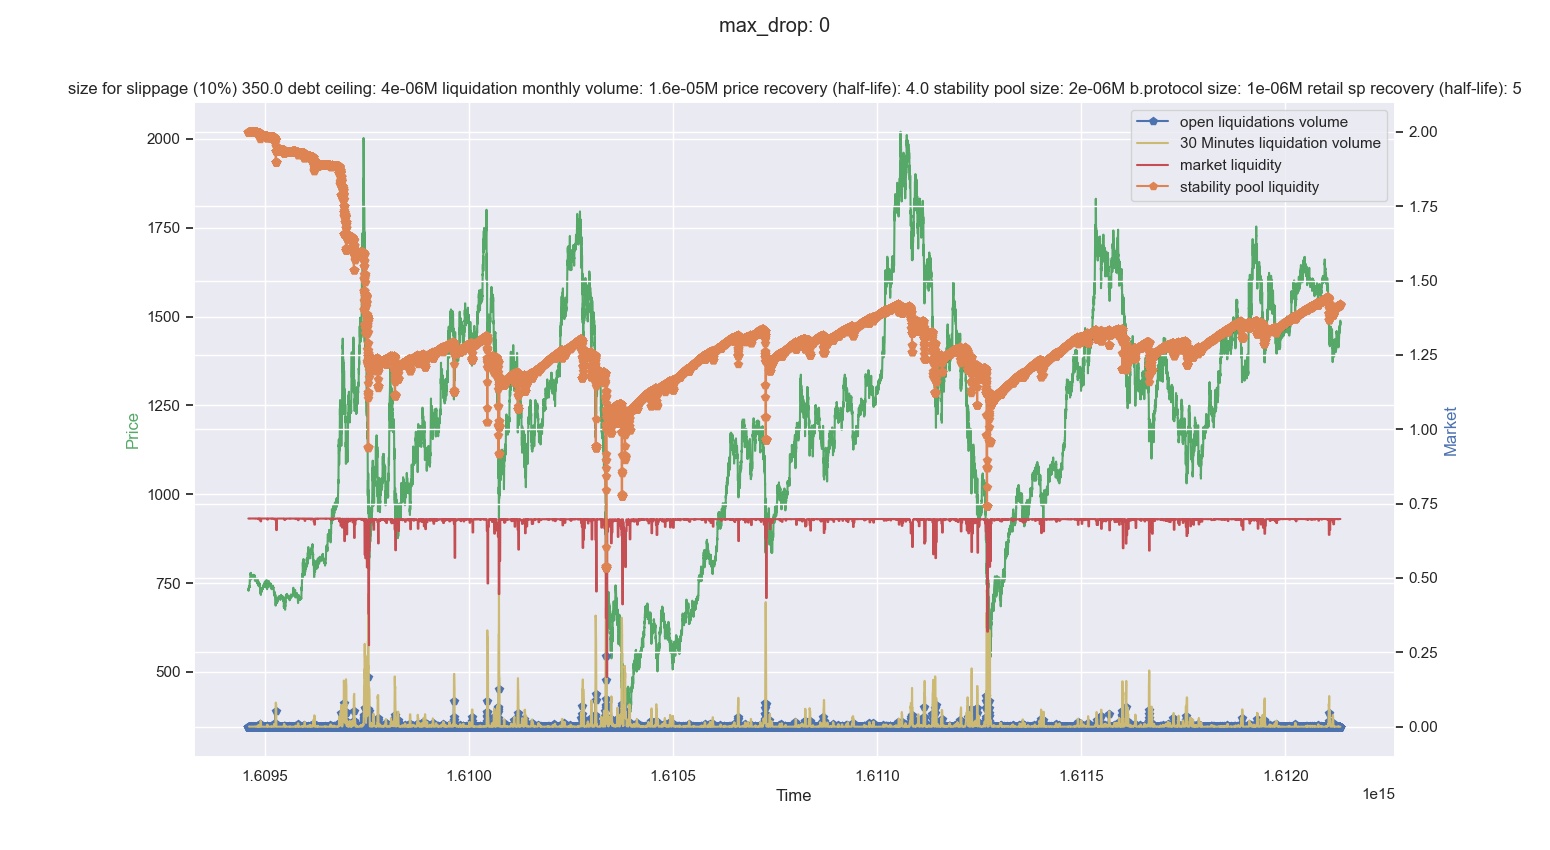 max_drop: 0
size for slippage (10%) 350.0 debt ceiling: 4e-06M liquidation monthly volume: 1.6e-05M price recovery (half-life): 4.0 stability pool size: 2e-06M b.protocol size: 1e-06M retail sp recovery (half-life): 5
open liquidations volume
30 Minutes liquidation volume
market liquidity
stability pool liquidity
2000
1750
1500
1250
1000
750
500
Price
2.00
1.75
1.50
1.25
1.00
0.75
0.50
0.25
0.00
Market
1.6095
1.6100
1.6105
1.6110
1.6115
1.6120
Time
1e15